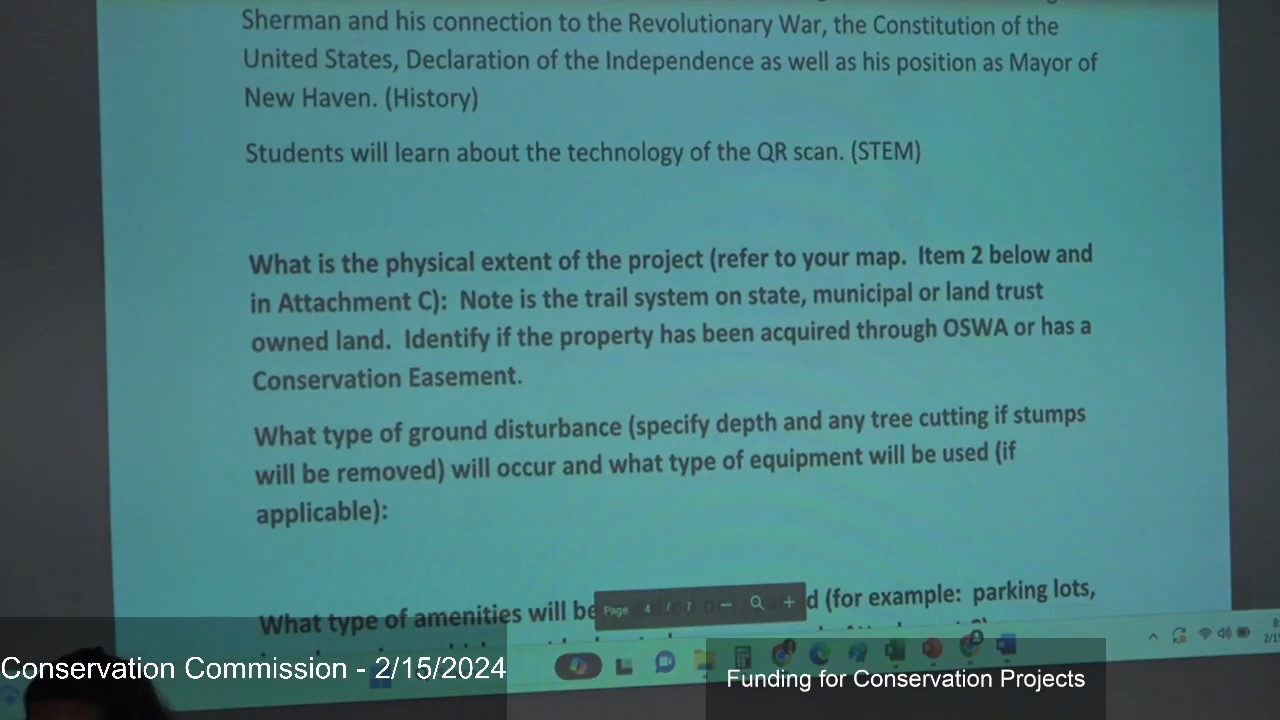 Sherman and his connection to the Revolutionary War, the Constitution of the
United States, Declaration of the Independence as well as his position as Mayor of
New Haven. (History)
Students will learn about the technology of the QR scan. (STEM)
What is the physical extent of the project (refer to your map. Item 2 below and
in Attachment C): Note is the trail system on state, municipal or land trust
owned land. Identify if the property has been acquired through OSWA or has a
Conservation Easement.
What type of ground disturbance (specify depth and any tree cutting if stumps
will be removed) will occur and what type of equipment will be used (if
applicable):
What type of amenities will be d (for example: parking lots,
Page 4 / 7
Conservation Commission - 2/15/2024
Funding for Conservation Projects